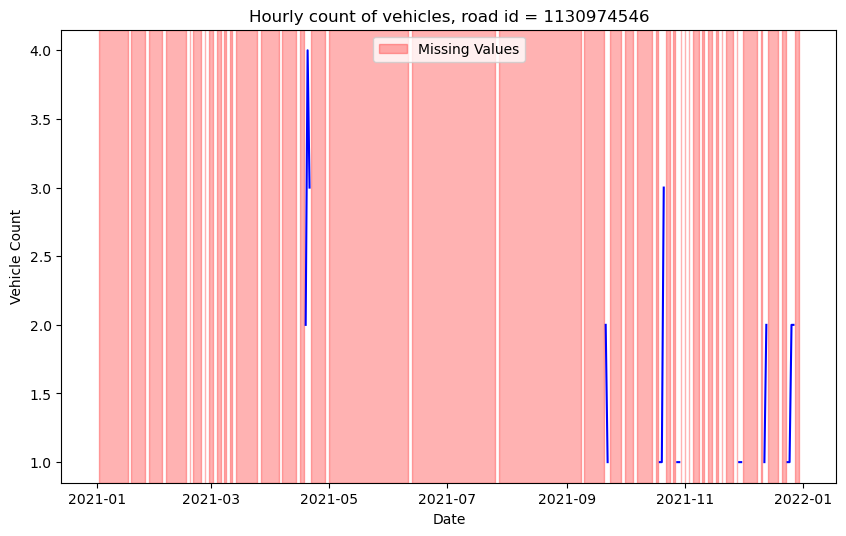 Hourly count of vehicles, road id = 1130974546
Missing Values
Vehicle Count
4.0
3.5
3.0
2.5
2.0
1.5
1.0
2021-01 2021-03 2021-05 2021-07 2021-09 2021-11 2022-01
Date